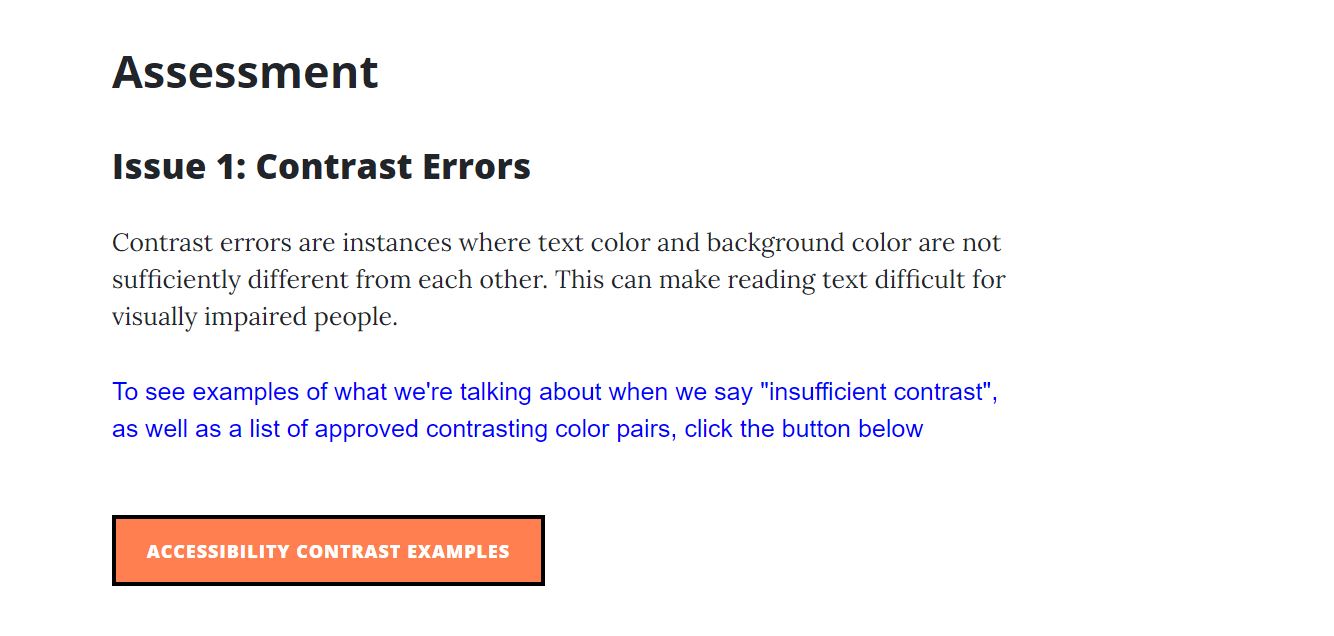 Assessment
Issue 1: Contrast Errors
Contrast errors are instances where text color and background color are not
sufficiently different from each other. This can make reading text difficult for
visually impaired people.
To see examples of what we're talking about when we say "insufficient contrast",
as well as a list of approved contrasting color pairs, click the button below
ACCESSIBILITY CONTRAST EXAMPLES